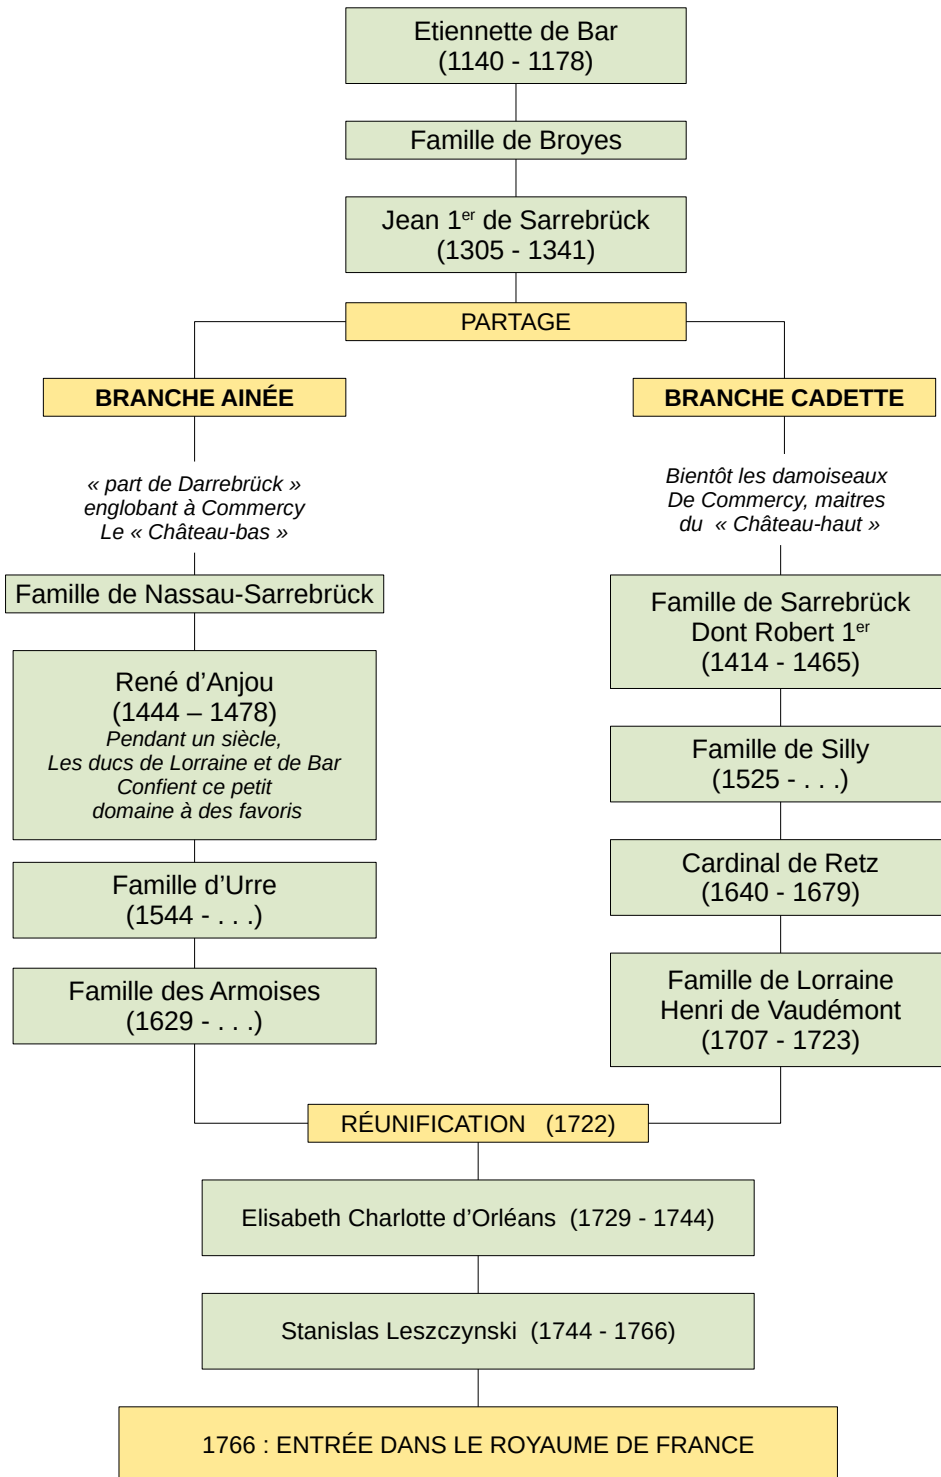 Etiennette de Bar
(1140 - 1178)
Famille de Broyes
Jean 1er de Sarrebrück
(1305 - 1341)
PARTAGE
BRANCHE AINÉE
« part de Darrebrück »
englobant à Commercy
Le « Château-bas »
Famille de Nassau-Sarrebrück
René d’Anjou
(1444 – 1478)
Pendant un siècle,
Les ducs de Lorraine et de Bar
Confient ce petit
domaine à des favoris
Famille d’Urre
(1544 - . . .)
Famille des Armoises
(1629 - . . .)
BRANCHE CADETTE
Bientôt les damoiseaux
De Commercy, maitres
du « Château-haut »
Famille de Sarrebrück
Dont Robert 1er
(1414 - 1465)
Famille de Silly
(1525 - . . .)
Cardinal de Retz
(1640 - 1679)
Famille de Lorraine
Henri de Vaudémont
(1707 - 1723)
RÉUNIFICATION (1722)
Elisabeth Charlotte d’Orléans (1729 - 1744)
Stanislas Leszczynski (1744 - 1766)
1766 : ENTRÉE DANS LE ROYAUME DE FRANCE